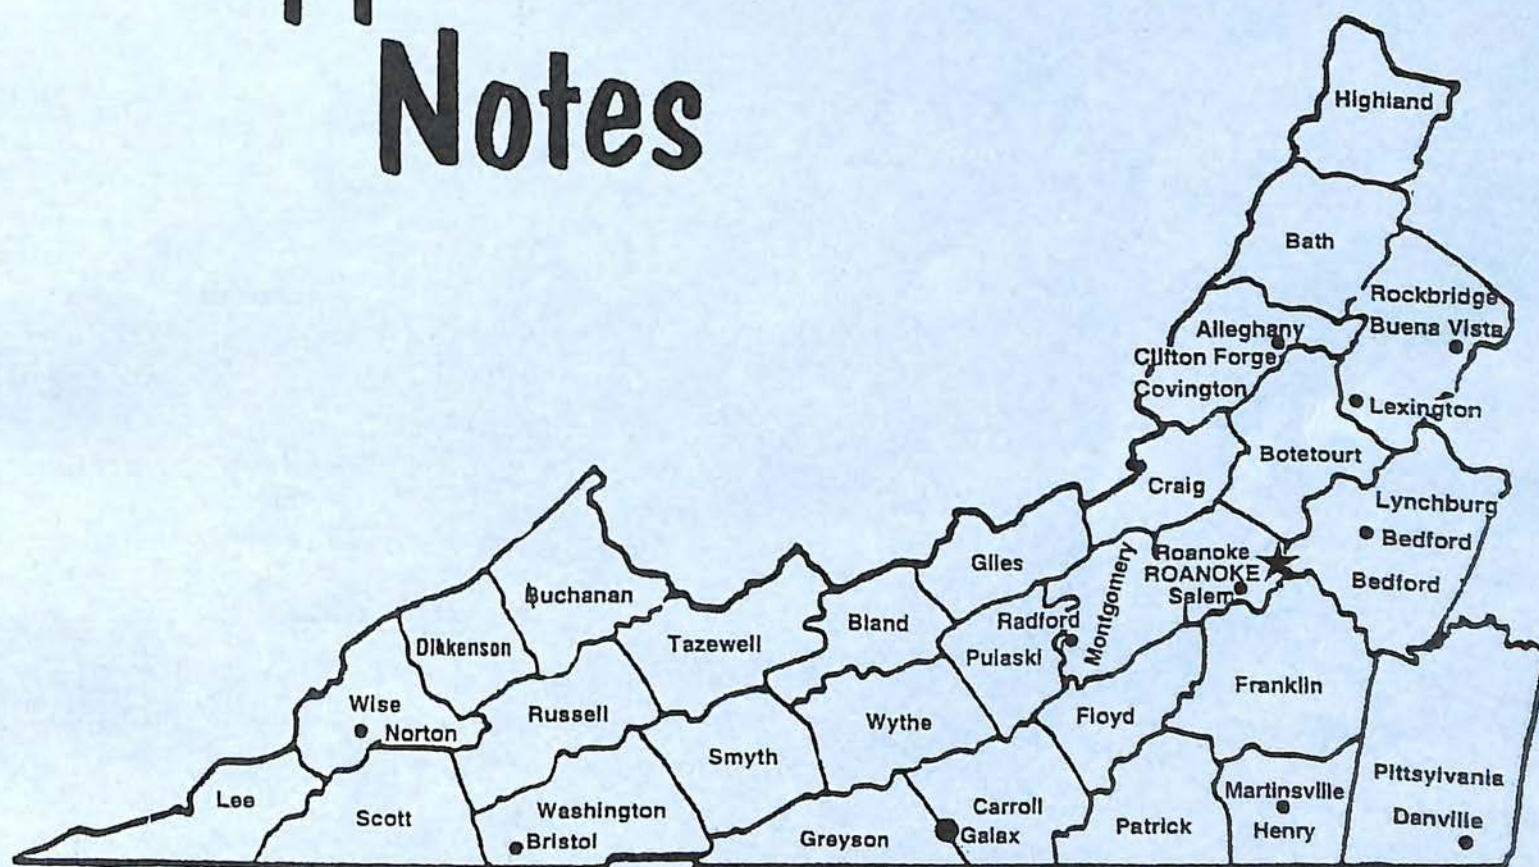 Notes
Highland
Bath
Rockbridge
Alleghany
Buena Vista
Clifton Forge
Covington
Lexington
Botetourt
Craig
Lynchburg
Bedford
Bedford
Giles
Montgomery
Roanoke
ROANOKE
Salem
Buchanan
Radford
Bland
Tazewell
Dickenson
Pulaski
Franklin
Wise
Norton
Russell
Wythe
Floyd
Smyth
Pittsylvania
Lee
Scott
Washington
Bristol
Carroll
Galax
Greyson
Patrick
Martinsville
Henry
Danville